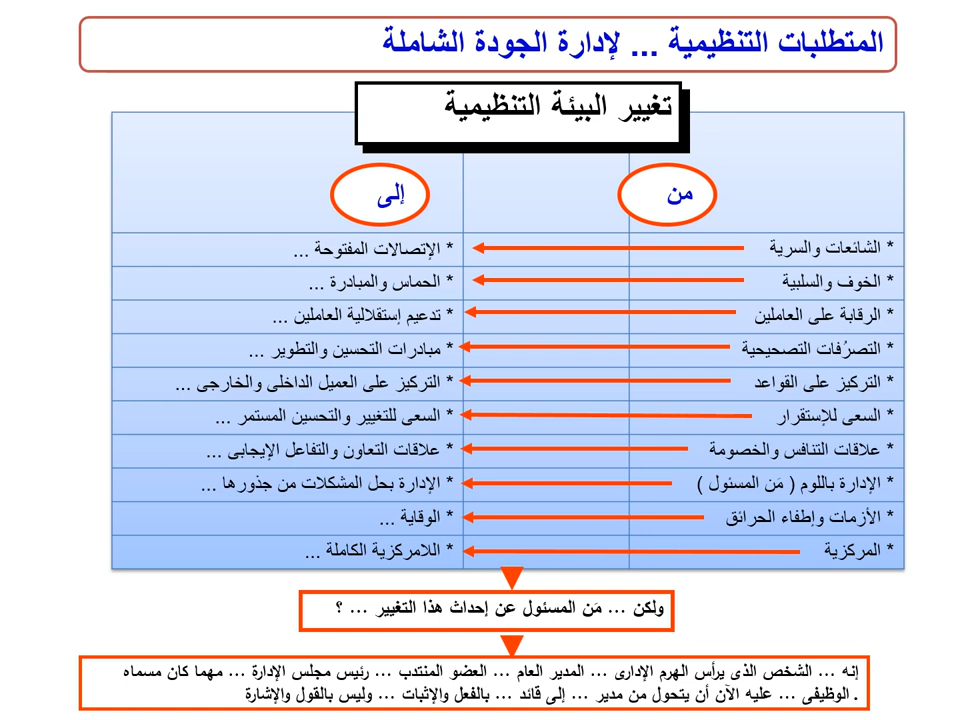 المتطلبات التنظيمية ... لإدارة الجودة الشاملة
تغيير البيئة التنظيمية
من
إلى
* الشائعات والسرية
* الإتصالات المفتوحة ...
* الخوف والسلبية
* الحماس والمبادرة ...
* الرقابة على العاملين
* تدعيم إستقلالية العاملين ...
* التصرُفات التصحيحية
* مبادرات التحسين والتطوير ...
* التركيز على القواعد
* التركيز على العميل الداخلى والخارجى ...
* السعى للإستقرار
* السعى للتغيير والتحسين المستمر ...
* علاقات التنافس والخصومة
* علاقات التعاون والتفاعل الإيجابى ...
* الإدارة باللوم ( مَن المسئول )
* الإدارة بحل المشكلات من جذورها ...
* الأزمات وإطفاء الحرائق
* الوقاية ...
* المركزية
* اللامركزية الكاملة ...
ولكن ... مَن المسئول عن إحداث هذا التغيير ... ؟
إنه ... الشخص الذى يرأس الهرم الإدارى ... المدير العام ... العضو المنتدب ... رئيس مجلس الإدارة ... مهما كان مسماه
الوظيفى ... عليه الآن أن يتحول من مدير ... إلى قائد ... بالفعل والإثبات ... وليس بالقول والإشارة .